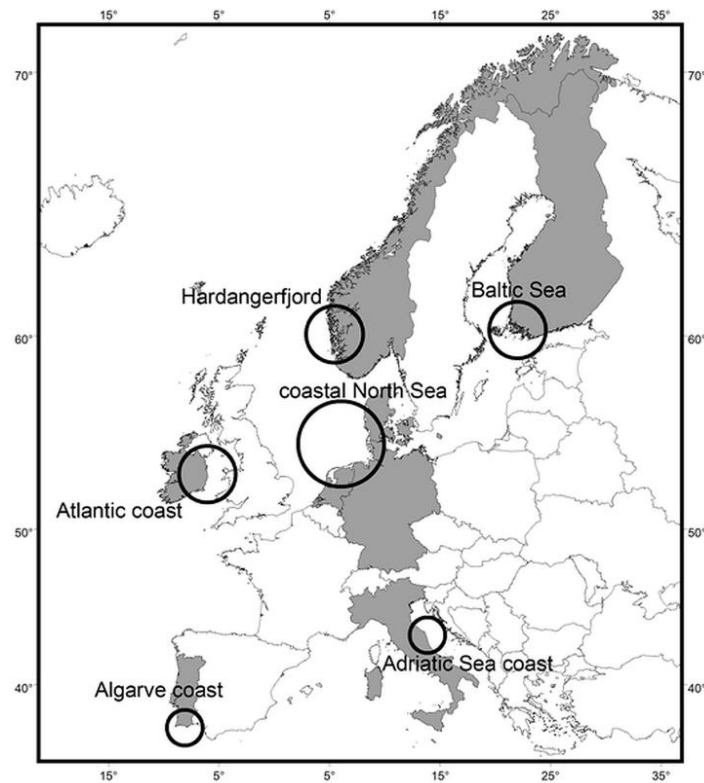 15° 5° 5° 15° 25° 35°
70° 70°
Hardangerfjord
Baltic Sea
60° 60°
coastal North Sea
Atlantic coast
50° 50°
Adriatic Sea coast
Algarve coast
40° 40°
15° 5° 5° 15° 25° 35°